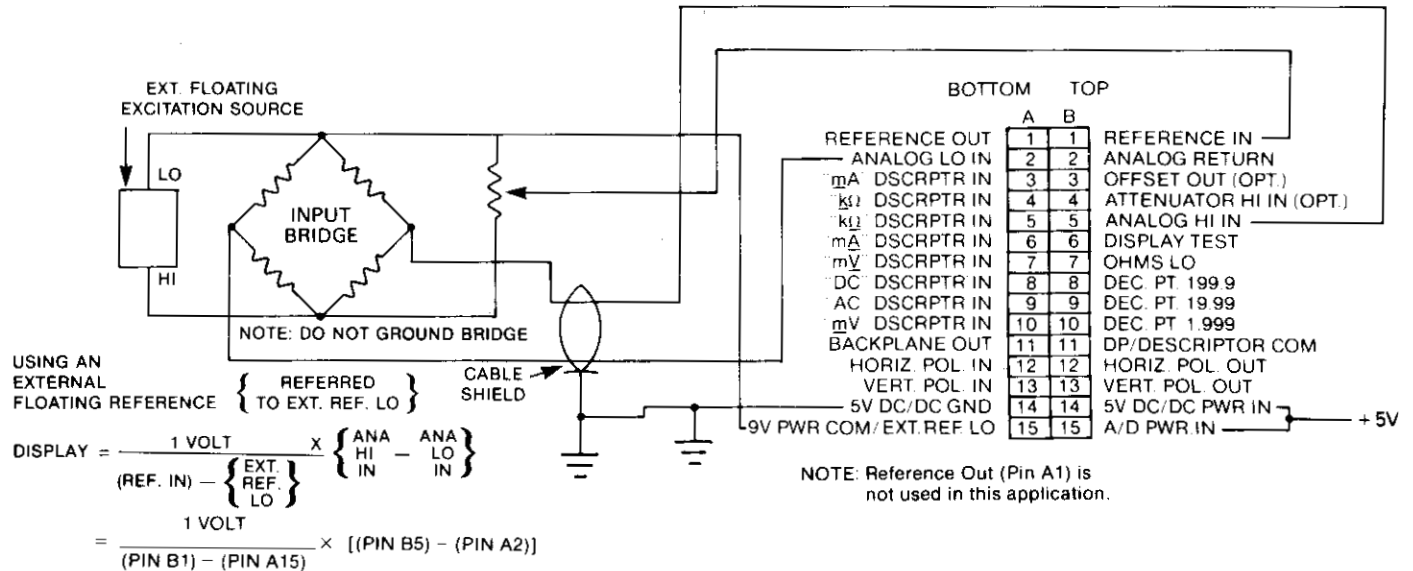 EXT. FLOATING
EXCITATION SOURCE
LO
HI
INPUT
BRIDGE
NOTE: DO NOT GROUND BRIDGE
CABLE
SHIELD
BOTTOM TOP
A B
REFERENCE OUT 1 1 REFERENCE IN
ANALOG LO IN 2 2 ANALOG RETURN
"mA" DSCRPTR IN 3 3 OFFSET OUT (OPT.)
"kΩ" DSCRPTR IN 4 4 ATTENUATOR HI IN (OPT.)
"kΩ" DSCRPTR IN 5 5 ANALOG HI IN
"mA" DSCRPTR IN 6 6 DISPLAY TEST
"mV" DSCRPTR IN 7 7 OHMS LO
"DC" DSCRPTR IN 8 8 DEC. PT. 199.9
"AC" DSCRPTR IN 9 9 DEC. PT. 19.99
"mV" DSCRPTR IN 10 10 DEC. PT. 1.999
BACKPLANE OUT 11 11 DP/DESCRIPTOR COM
HORIZ. POL. IN 12 12 HORIZ. POL. OUT
VERT. POL. IN 13 13 VERT. POL. OUT
5V DC/DC GND 14 14 5V DC/DC PWR IN
9V PWR COM/EXT. REF. LO 15 15 A/D PWR IN
+5V
NOTE: Reference Out (Pin A1) is
not used in this application.
USING AN
EXTERNAL
FLOATING REFERENCE { REFERRED
TO EXT. REF. LO }
DISPLAY = 1 VOLT / (REF. IN) – { EXT. REF. LO } X { ANA HI IN – ANA LO IN }
= 1 VOLT / (PIN B1) – (PIN A15) × [(PIN B5) – (PIN A2)]